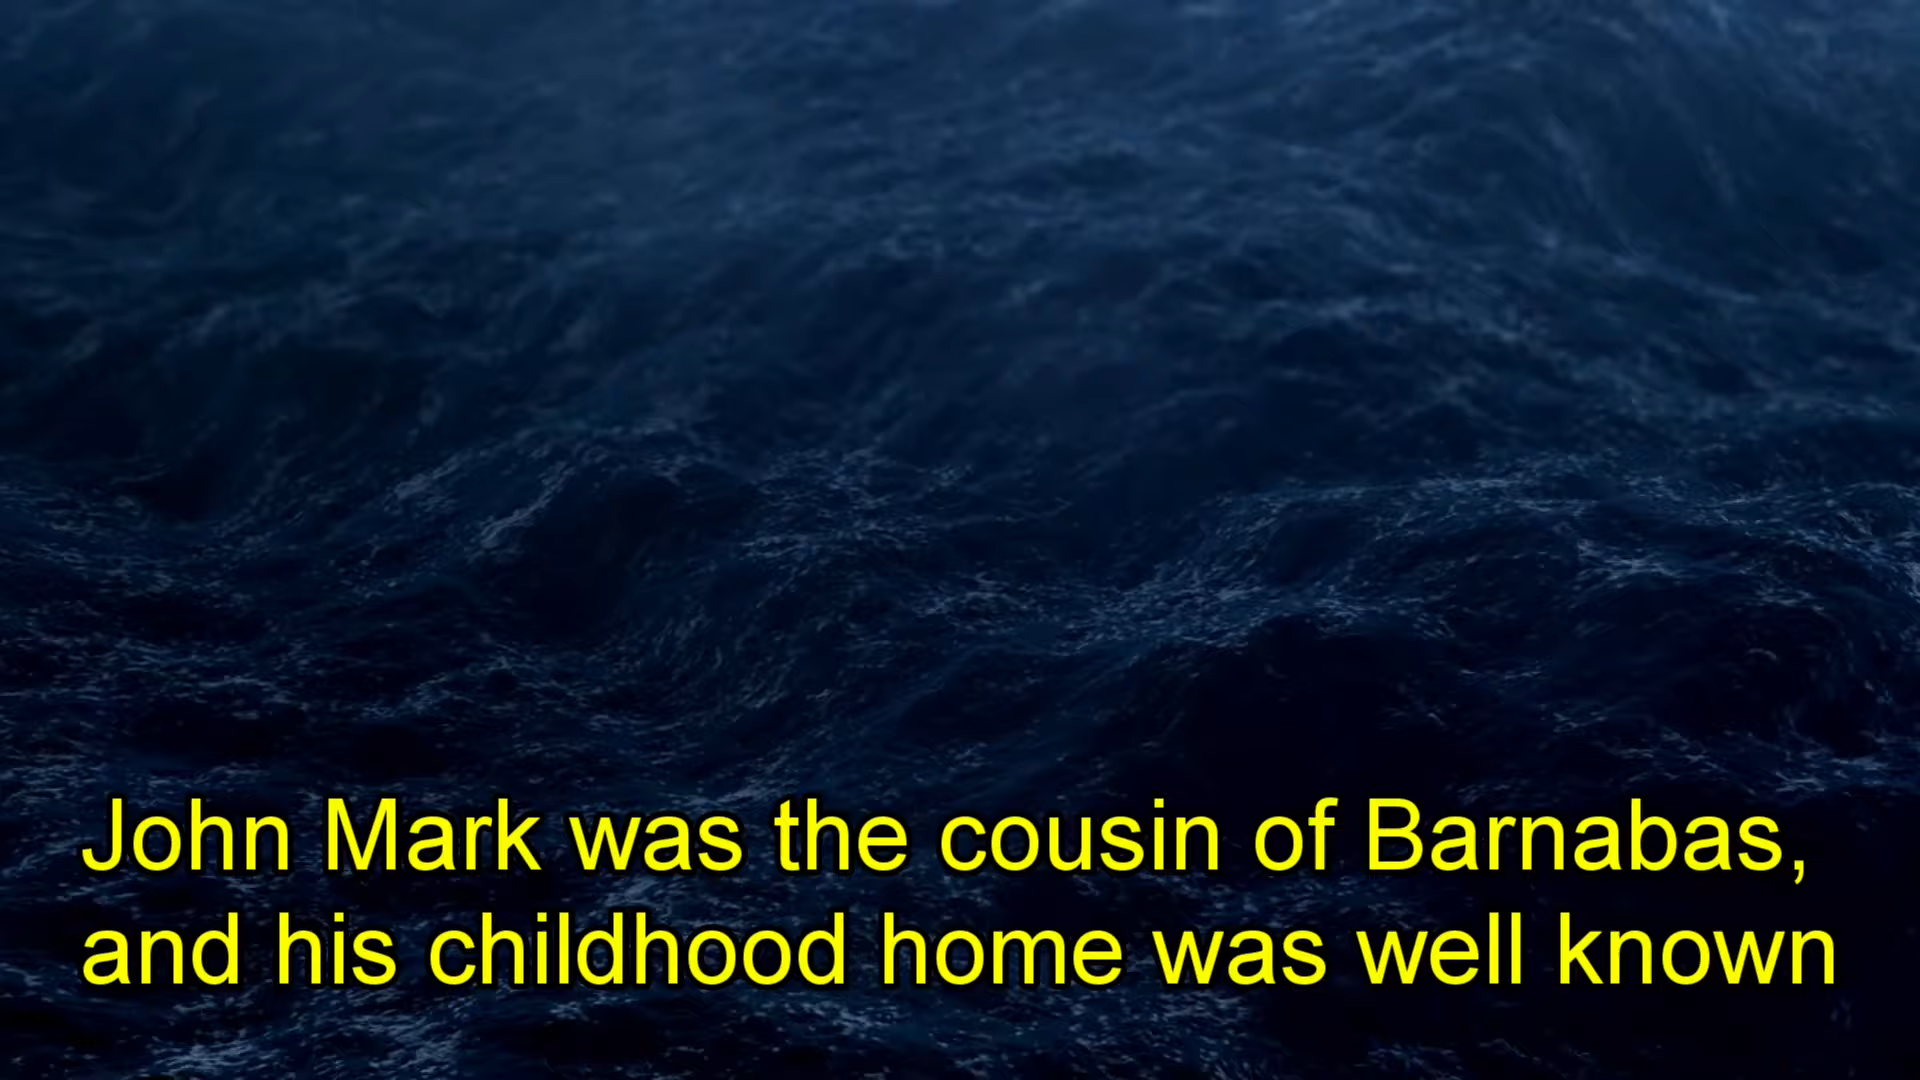 John Mark was the cousin of Barnabas,
and his childhood home was well known